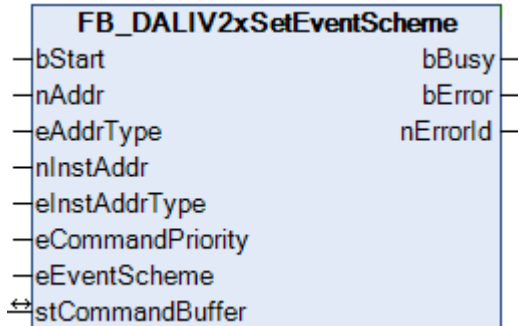 FB_DALIV2xSetEventScheme
bStart bBusy
nAddr bError
eAddrType nErrorId
nInstAddr
eInstAddrType
eCommandPriority
eEventScheme
stCommandBuffer